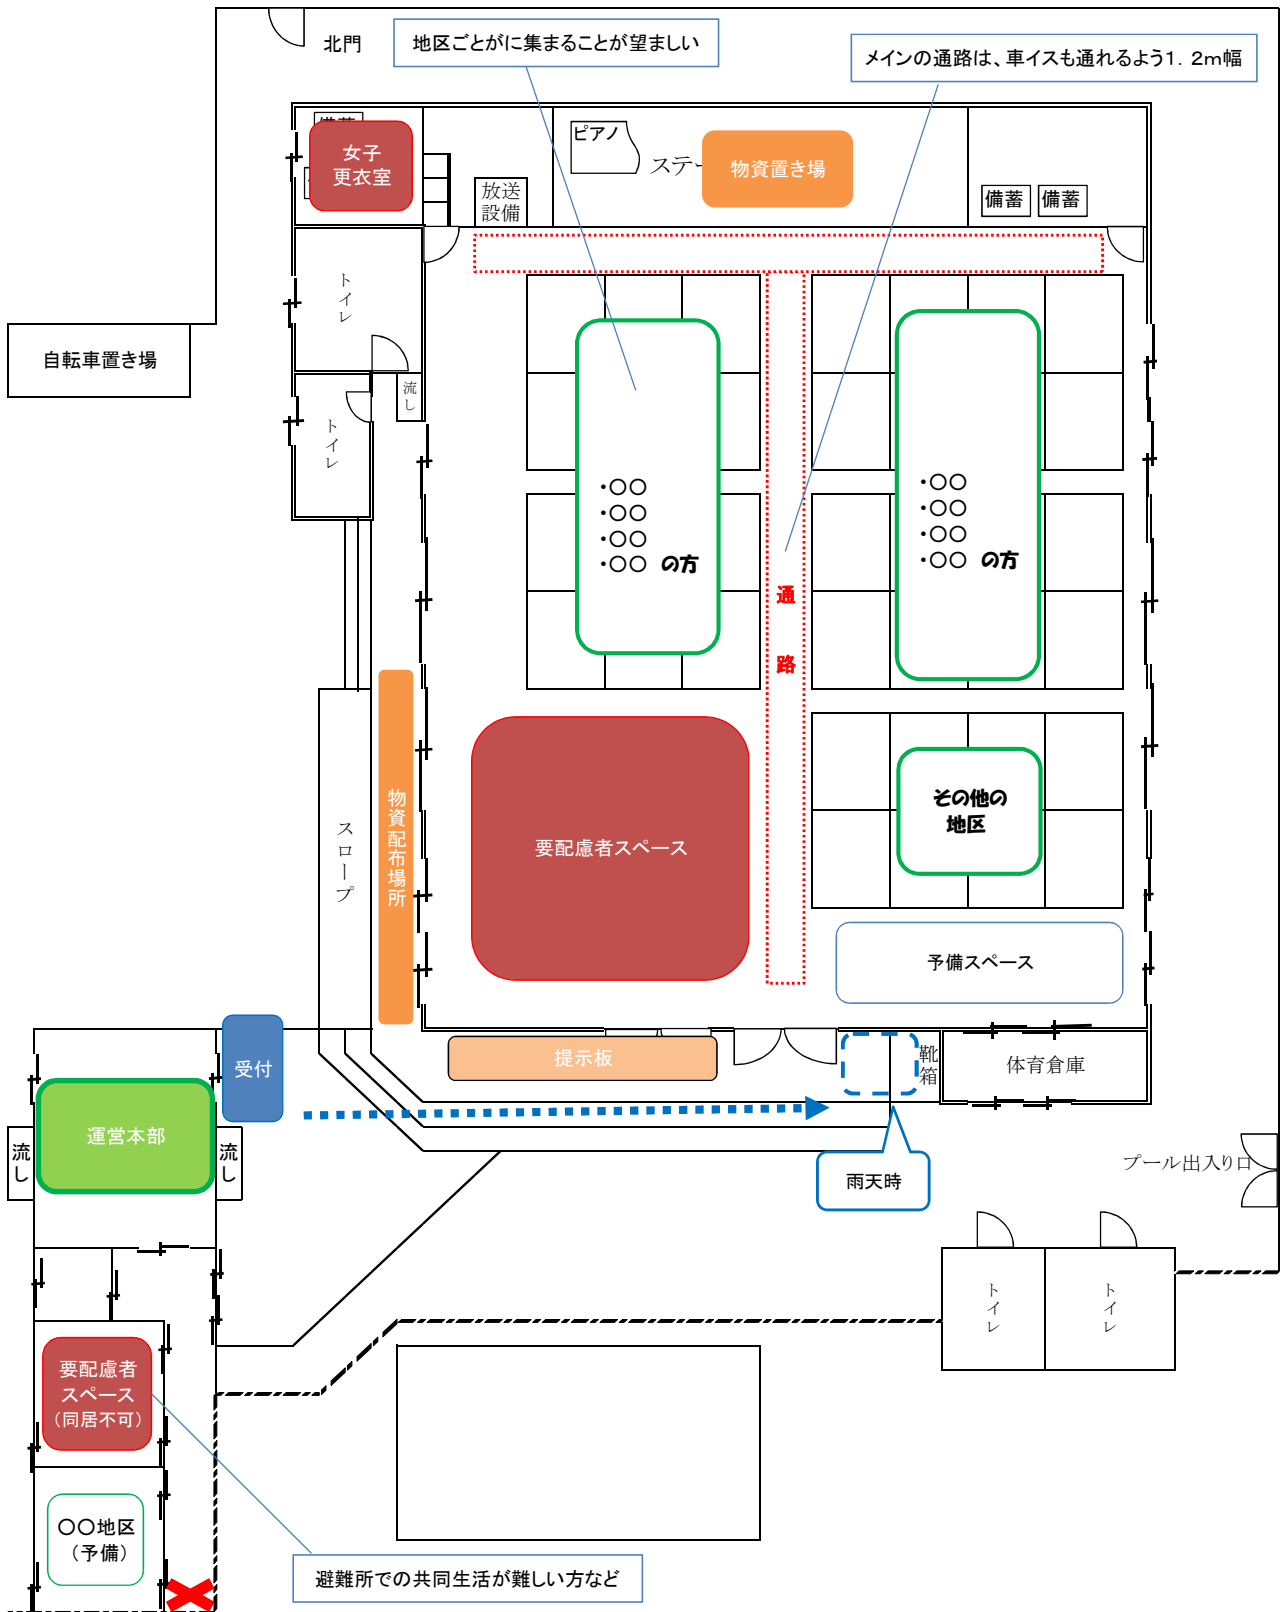 北門
地区ごとがに集まることが望ましい
メインの通路は、車イスも通れるよう1．2ｍ幅
備蓄
女子
更衣室
放送
設備
ピアノ
ステー
物資置き場
備蓄
備蓄
トイレ
自転車置き場
流し
トイレ
・〇〇
・〇〇
・〇〇
・〇〇 の方
・〇〇
・〇〇
・〇〇
・〇〇 の方
通
路
物資配布場所
スロープ
要配慮者スペース
その他の
地区
予備スペース
受付
提示板
靴箱
体育倉庫
運営本部
流し
流し
雨天時
プール出入り口
トイレ
トイレ
要配慮者
スペース
（同居不可）
〇〇地区
（予備）
避難所での共同生活が難しい方など